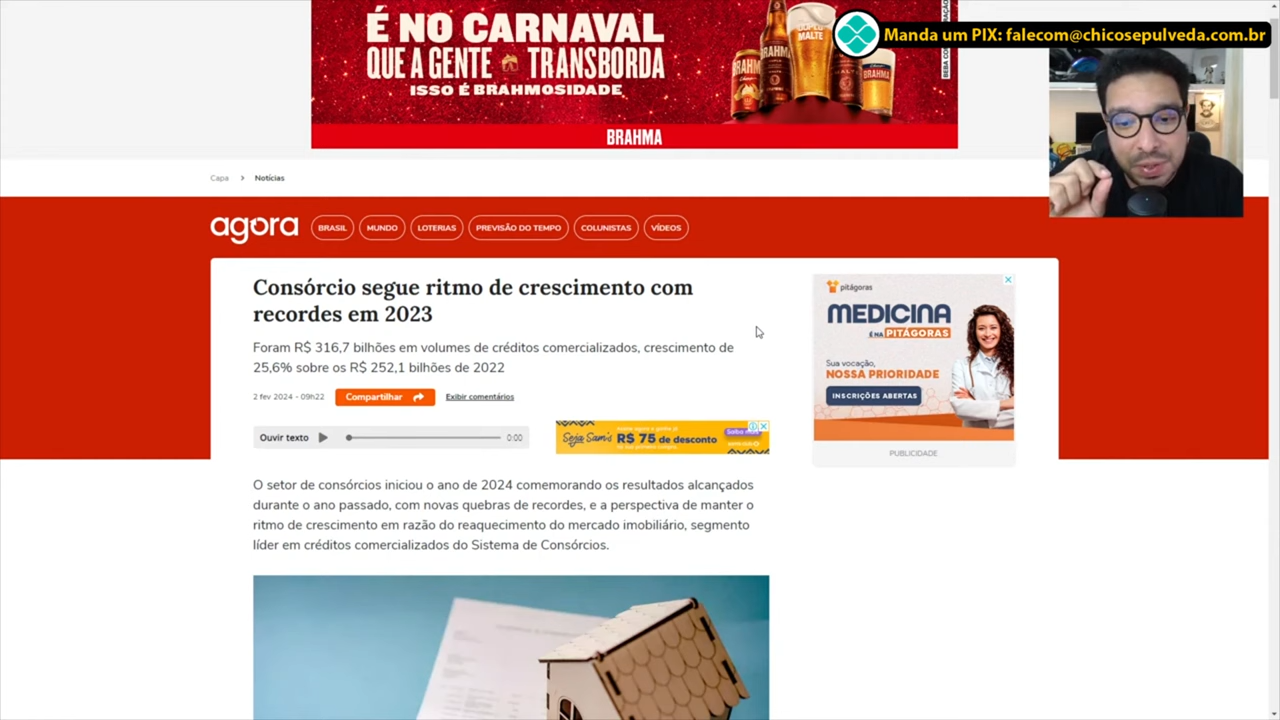 É NO CARNAVAL
QUE A GENTE TRANSBORDA
ISSO É BRAHMOSIDADE
BRAHMA
Manda um PIX: falecom@chicosepulveda.com.br
Capa > Notícias
agora
BRASIL
MUNDO
LOTERIAS
PREVISÃO DO TEMPO
COLUNISTAS
VÍDEOS
Consórcio segue ritmo de crescimento com
recordes em 2023
Foram R$ 316,7 bilhões em volumes de créditos comercializados, crescimento de
25,6% sobre os R$ 252,1 bilhões de 2022
2 fev 2024 - 09h22
Compartilhar
Exibir comentários
Ouvir texto
0:00
Seja Sam's
R$ 75 de desconto
pitágoras
MEDICINA
É NA PITÁGORAS
Sua vocação,
NOSSA PRIORIDADE
INSCRIÇÕES ABERTAS
PUBLICIDADE
O setor de consórcios iniciou o ano de 2024 comemorando os resultados alcançados
durante o ano passado, com novas quebras de recordes, e a perspectiva de manter o
ritmo de crescimento em razão do reaquecimento do mercado imobiliário, segmento
líder em créditos comercializados do Sistema de Consórcios.